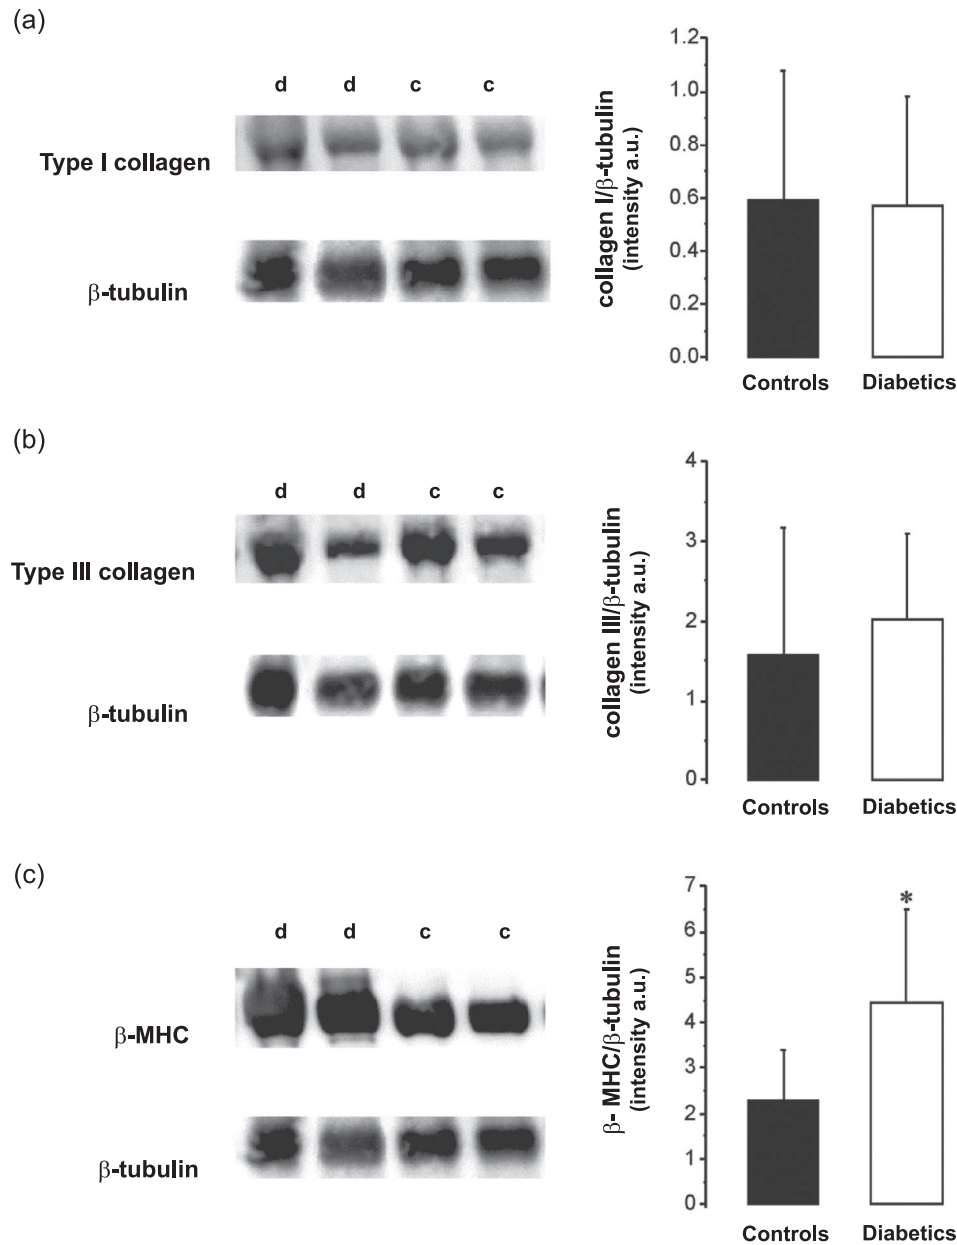 (a)
d d c c
Type I collagen
β-tubulin
collagen I/β-tubulin
(intensity a.u.)
1.2
1.0
0.8
0.6
0.4
0.2
0.0
Controls Diabetics
(b)
d d c c
Type III collagen
β-tubulin
collagen III/β-tubulin
(intensity a.u.)
4
3
2
1
0
Controls Diabetics
(c)
d d c c
β-MHC
β-tubulin
β- MHC/β-tubulin
(intensity a.u.)
7
6
5
4
3
2
1
0
*
Controls Diabetics